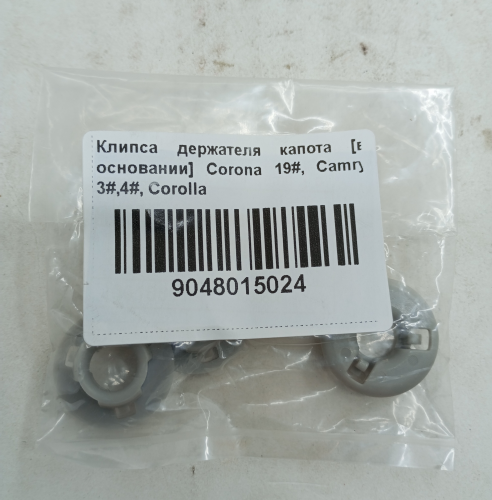 Клипса держателя капота [в
основании] Corona 19#, Camry
3#,4#, Corolla
9048015024